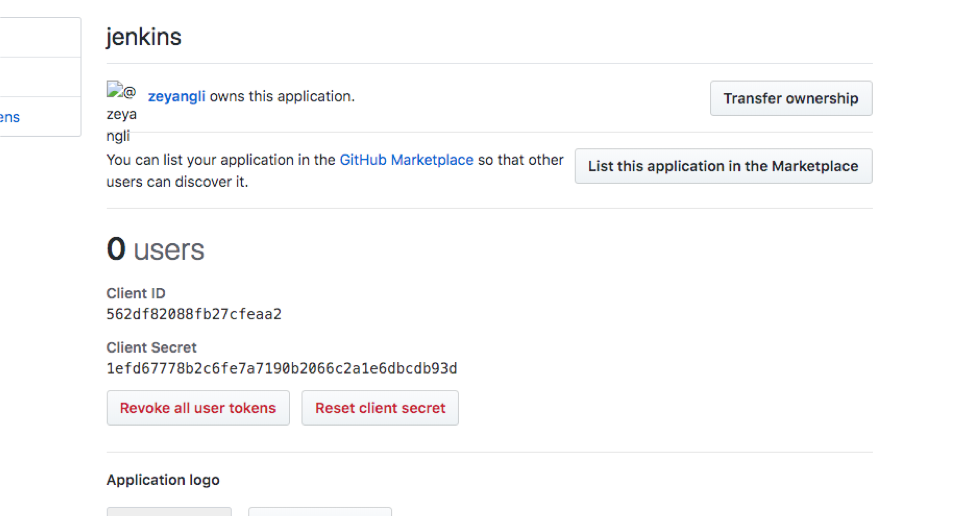 jenkins
@
zeya
ngli
zeyangli owns this application.
Transfer ownership
ens
You can list your application in the GitHub Marketplace so that other
users can discover it.
List this application in the Marketplace
0 users
Client ID
562df82088fb27cfeaa2
Client Secret
1efd67778b2c6fe7a7190b2066c2a1e6dbcdb93d
Revoke all user tokens
Reset client secret
Application logo